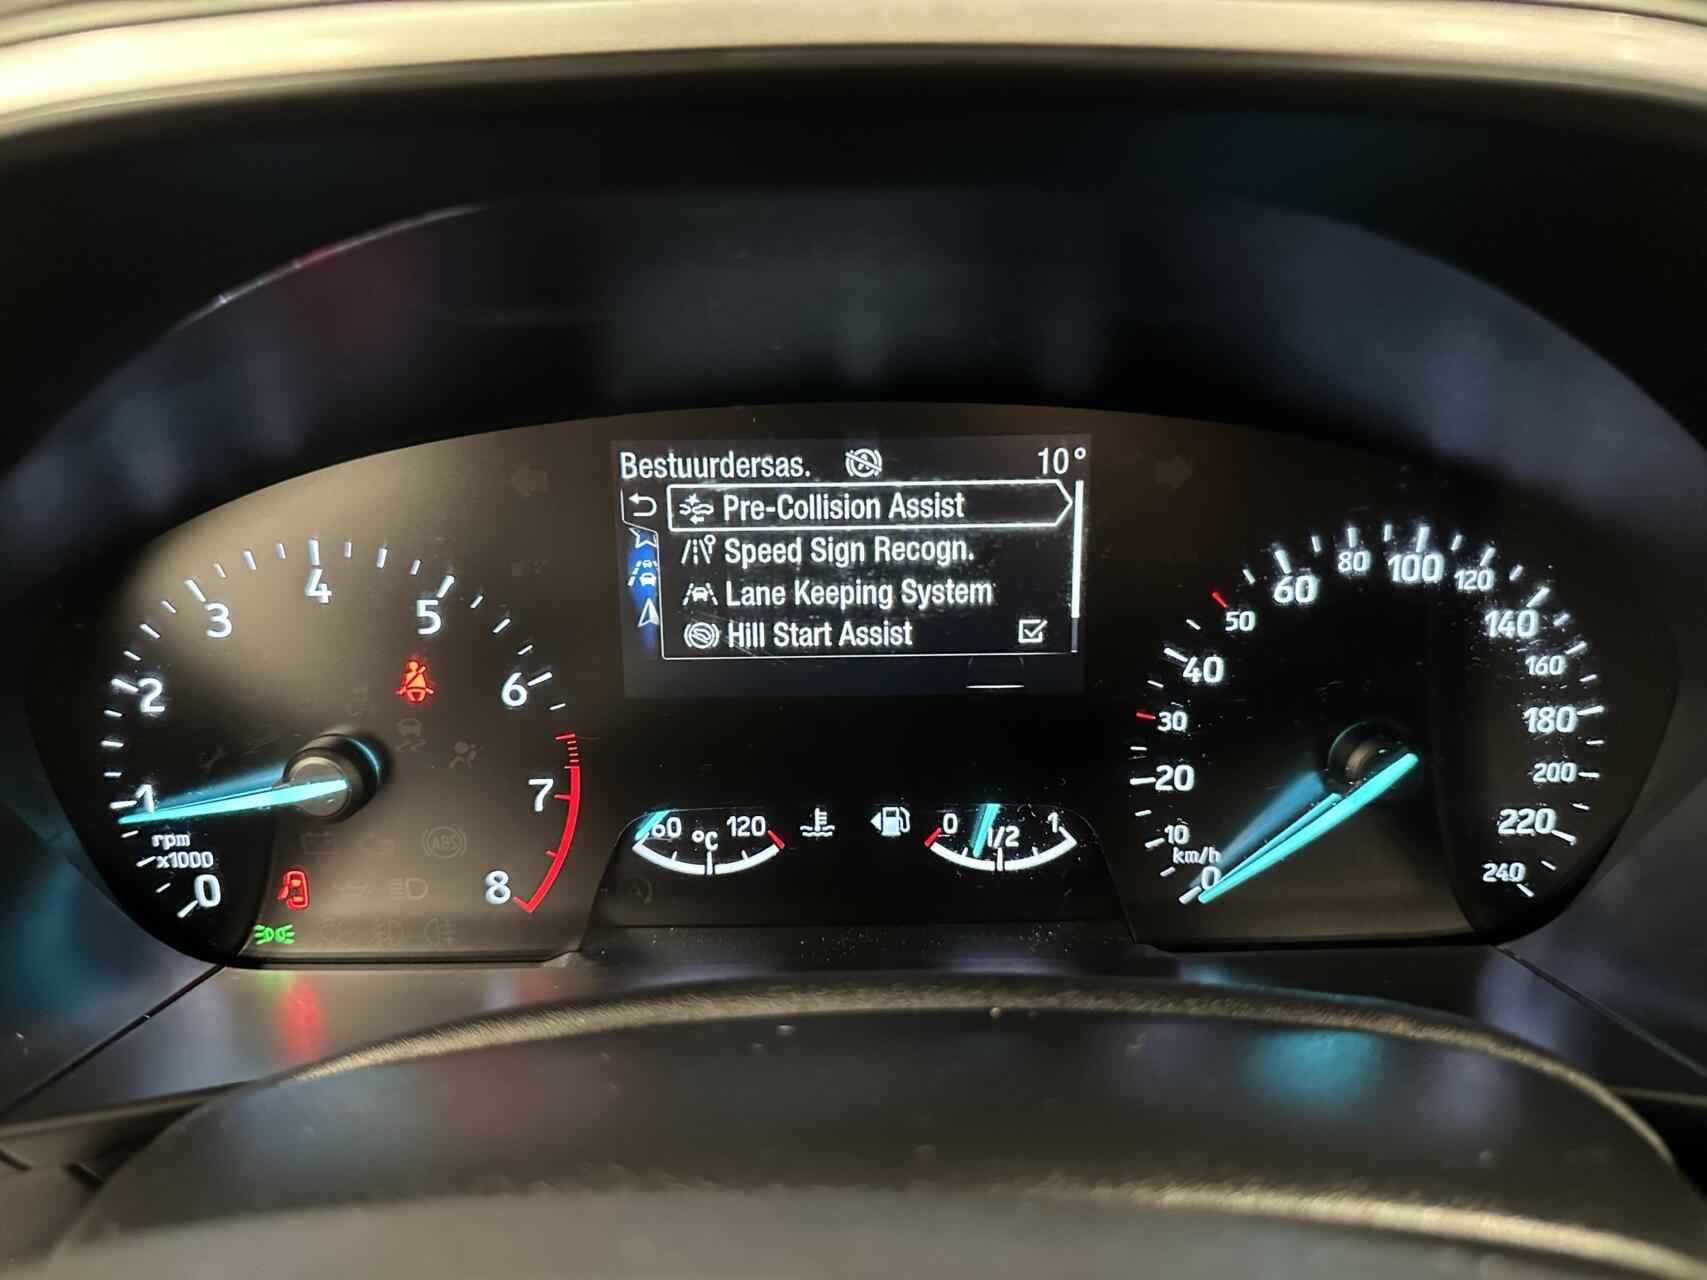 Bestuurdersas. 10°
Pre-Collision Assist
Speed Sign Recogn.
Lane Keeping System
Hill Start Assist
0
1
2
3
4
5
6
7
8
rpm
x1000
60 °C 120
0 1/2 1
0
10
20
30
40
50
60
80
100
120
140
160
180
200
220
240
km/h
ABS